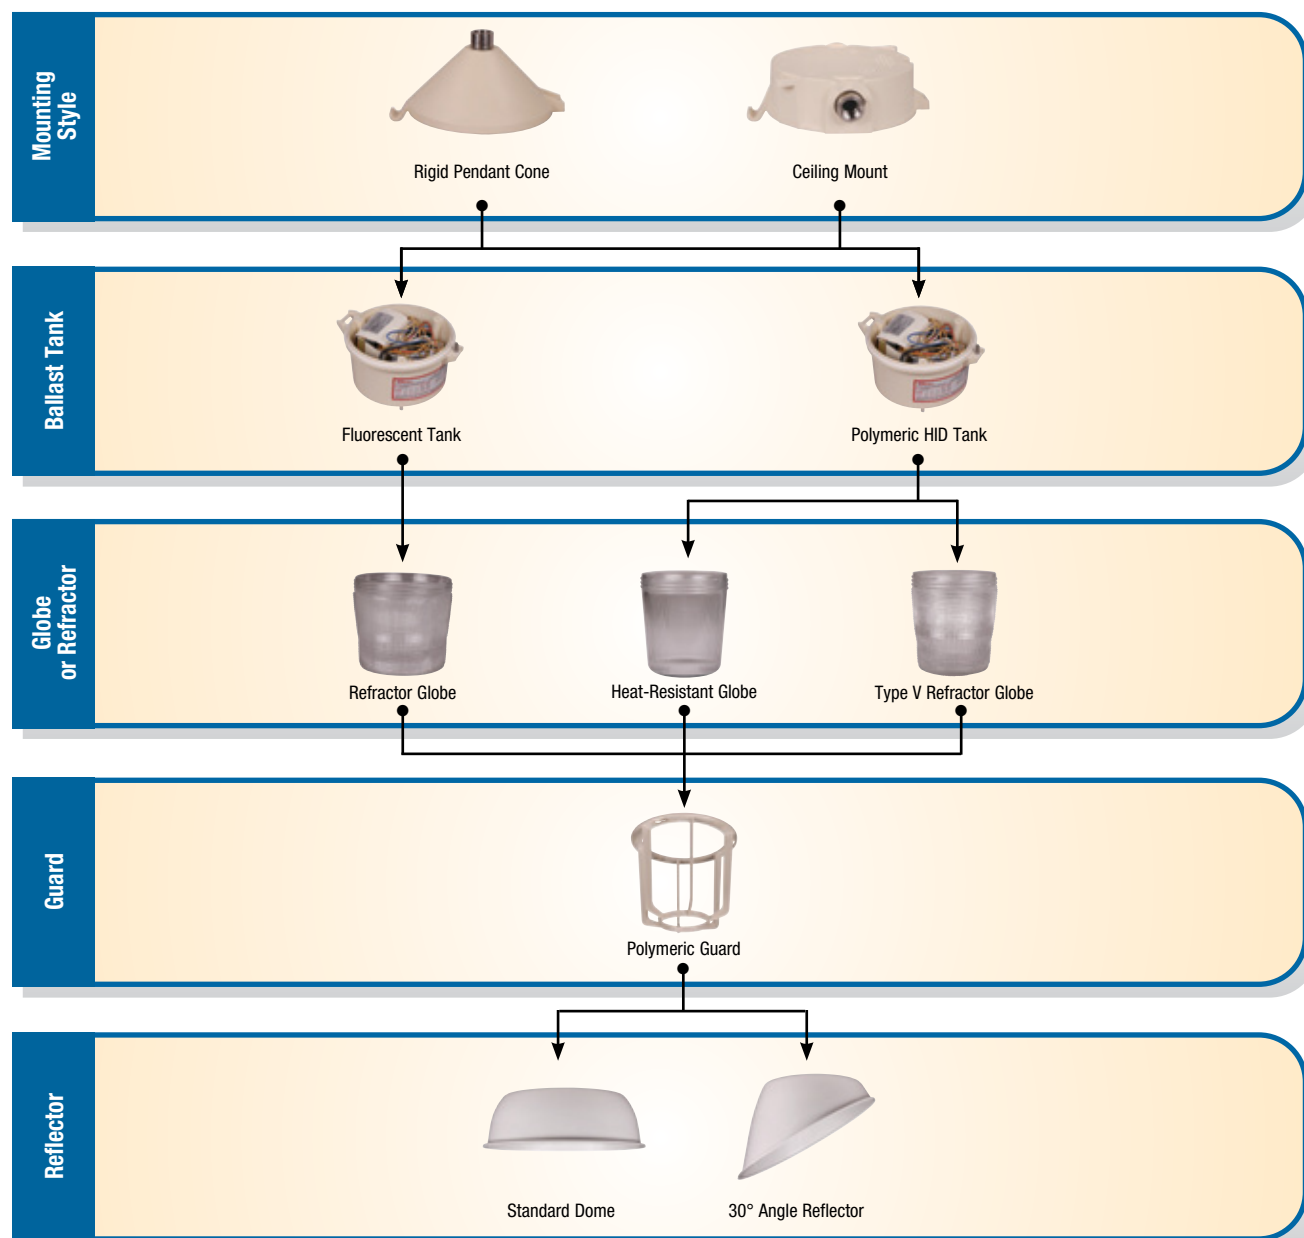 Mounting
Style
Rigid Pendant Cone
Ceiling Mount
Ballast Tank
Fluorescent Tank
Polymeric HID Tank
Globe
or Refractor
Refractor Globe
Heat-Resistant Globe
Type V Refractor Globe
Guard
Polymeric Guard
Reflector
Standard Dome
30° Angle Reflector